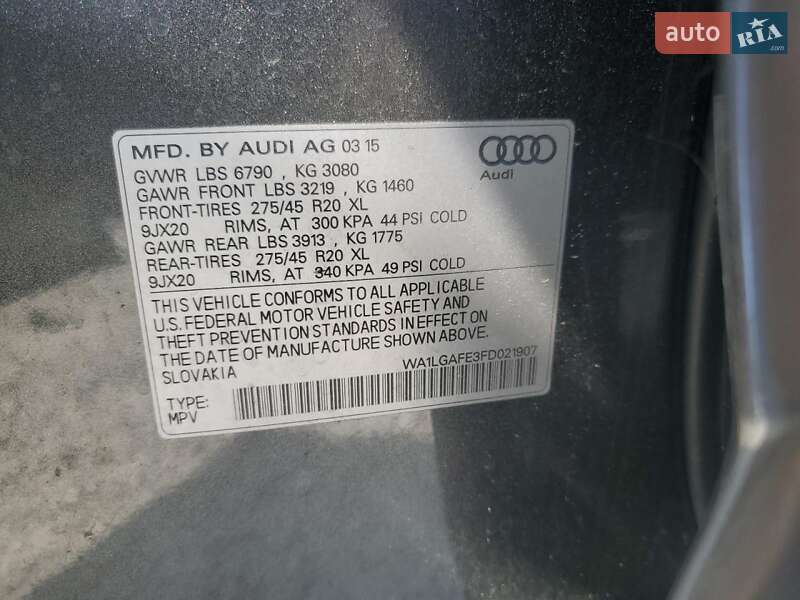 auto RIA.com
MFD. BY AUDI AG 03 15
Audi
GVWR LBS 6790 , KG 3080
GAWR FRONT LBS 3219 , KG 1460
FRONT-TIRES 275/45 R20 XL
9JX20 RIMS, AT 300 KPA 44 PSI COLD
GAWR REAR LBS 3913 , KG 1775
REAR-TIRES 275/45 R20 XL
9JX20 RIMS, AT 340 KPA 49 PSI COLD
THIS VEHICLE CONFORMS TO ALL APPLICABLE
U.S. FEDERAL MOTOR VEHICLE SAFETY AND
THEFT PREVENTION STANDARDS IN EFFECT ON
THE DATE OF MANUFACTURE SHOWN ABOVE.
SLOVAKIA WA1LGAFE3FD021907
TYPE:
MPV